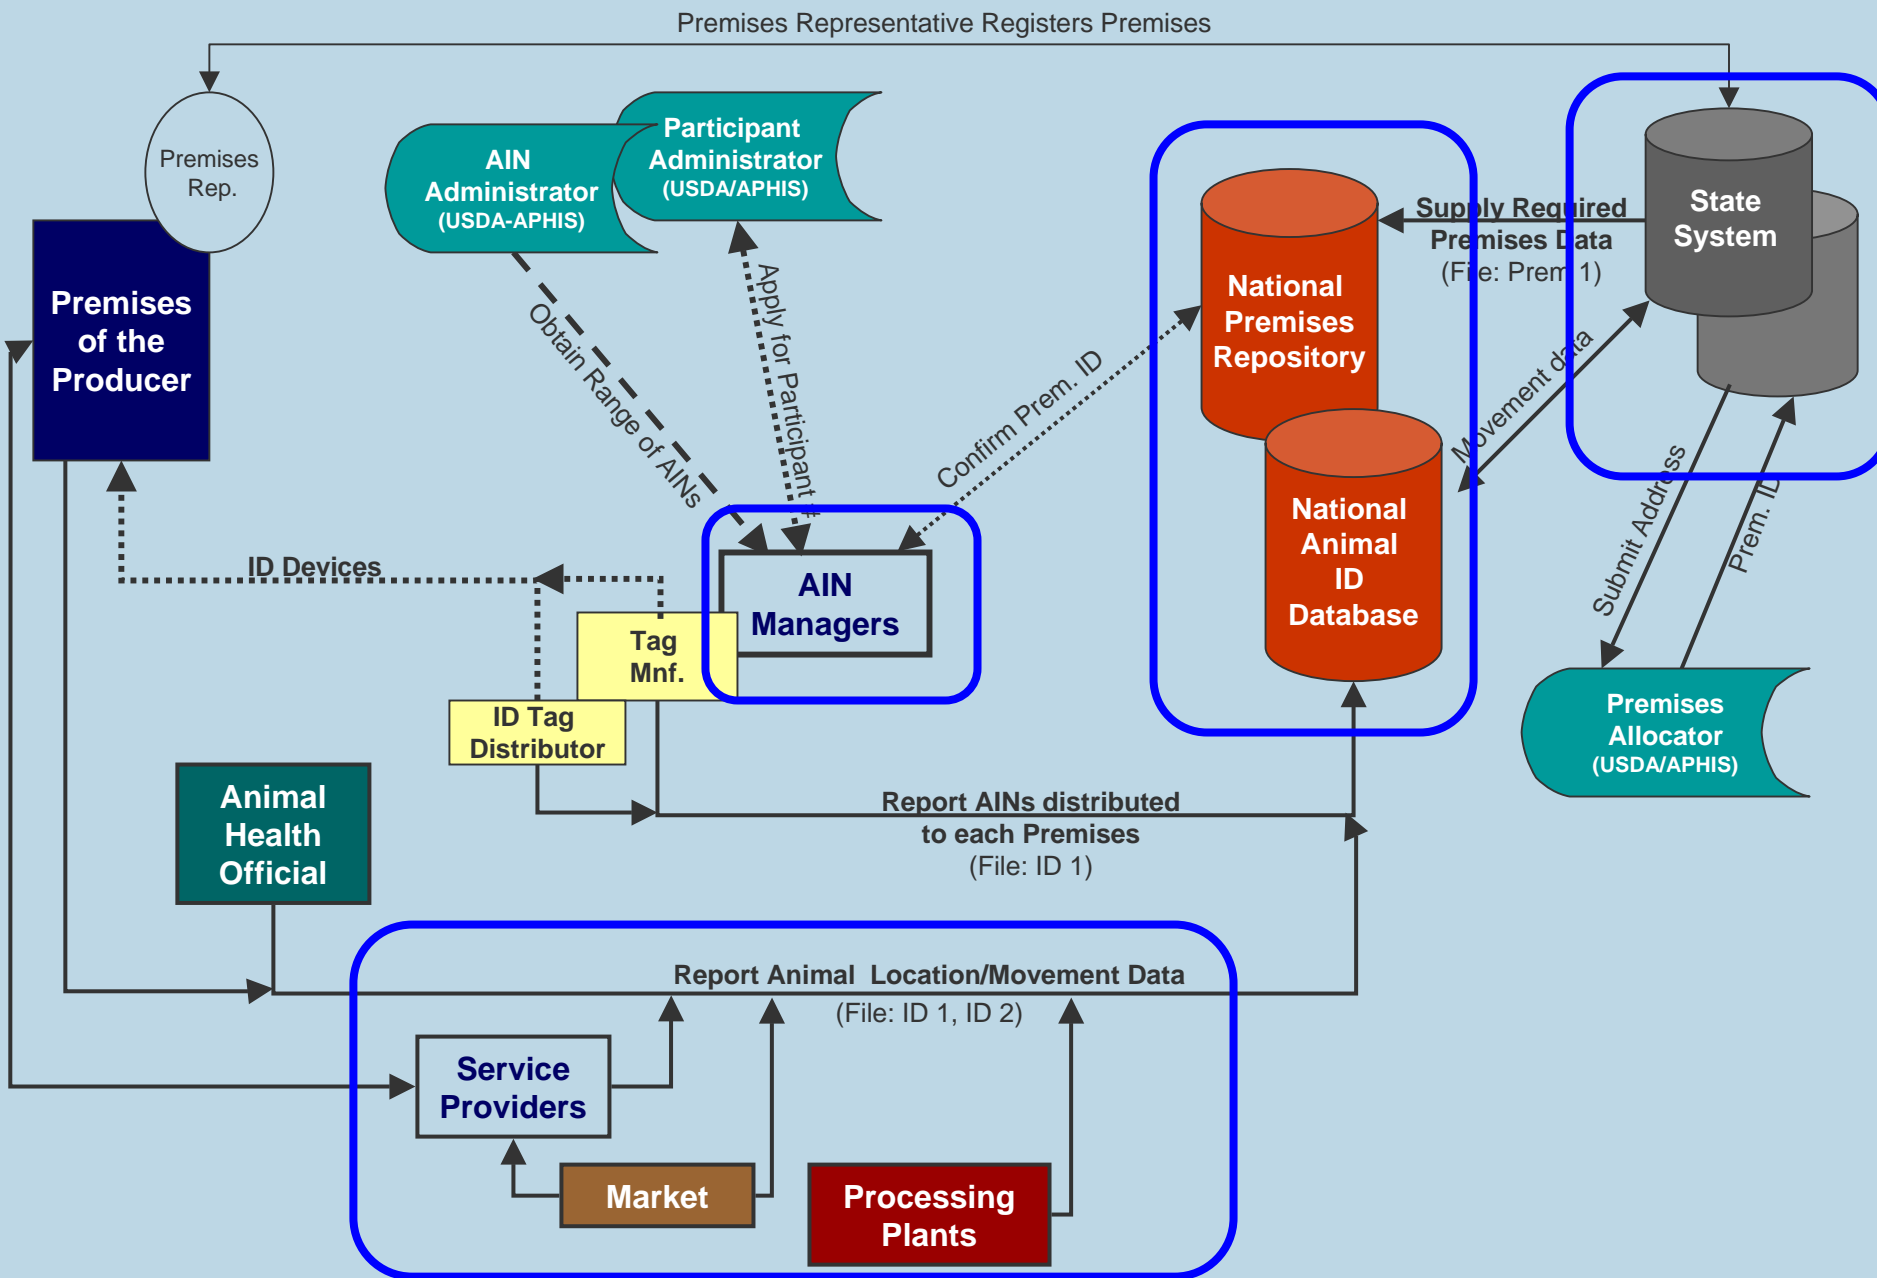 Premises Representative Registers Premises
Premises
Rep.
Premises
of the
Producer
AIN
Administrator
(USDA-APHIS)
Participant
Administrator
(USDA/APHIS)
Obtain Range of AINs
Apply for Participant #
Confirm Prem. ID
National
Premises
Repository
National
Animal
ID
Database
Supply Required
Premises Data
(File: Prem 1)
State
System
Movement data
Submit Address
Prem. ID
Premises
Allocator
(USDA/APHIS)
ID Devices
AIN
Managers
Tag
Mnf.
ID Tag
Distributor
Report AINs distributed
to each Premises
(File: ID 1)
Animal
Health
Official
Report Animal  Location/Movement Data
(File: ID 1, ID 2)
Service
Providers
Market
Processing
Plants